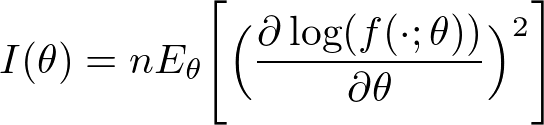 I(θ) = nE_θ[(∂ log(f(·;θ))/∂θ)^2]